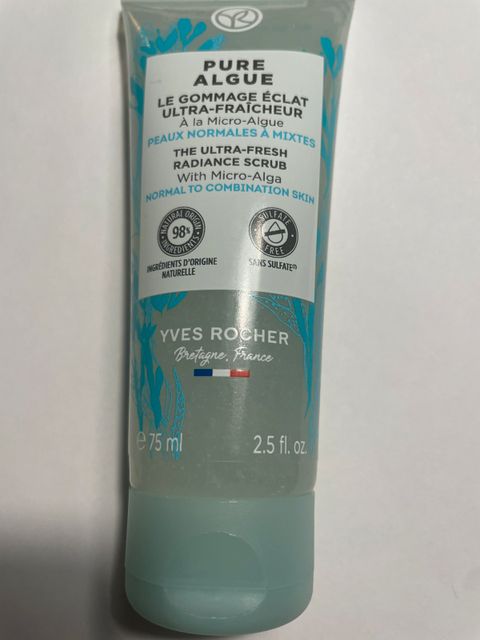 YR
PURE
ALGUE
LE GOMMAGE ÉCLAT
ULTRA-FRAÎCHEUR
À la Micro-Algue
PEAUX NORMALES À MIXTES
THE ULTRA-FRESH
RADIANCE SCRUB
With Micro-Alga
NORMAL TO COMBINATION SKIN
NATURAL ORIGIN
98%
INGREDIENTS
SULFATE
FREE
INGRÉDIENTS D'ORIGINE
NATURELLE
SANS SULFATE(1)
YVES ROCHER
Bretagne, France
e 75 ml
2.5 fl. oz.